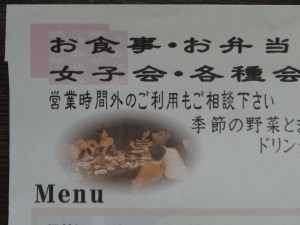 お食事・お弁当
女子会・各種会
営業時間外のご利用もご相談下さい
季節の野菜と
ドリン
Menu